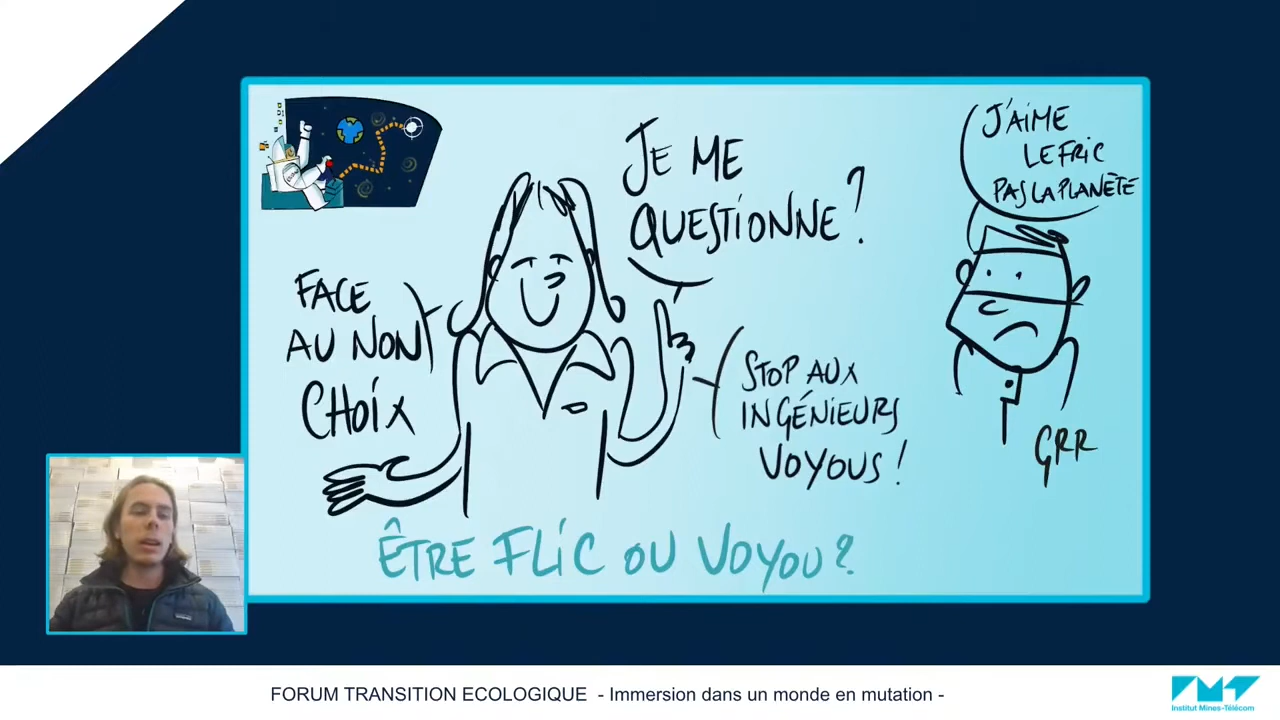 JE ME
QUESTIONNE ?
J'AIME
LE FRIC
PAS LA PLANÈTE
FACE
AU NON
CHOIX
STOP AUX
INGÉNIEURS
VOYOUS !
GRR
ÊTRE FLIC OU VOYOU ?
FORUM TRANSITION ECOLOGIQUE - Immersion dans un monde en mutation -
Institut Mines-Télécom